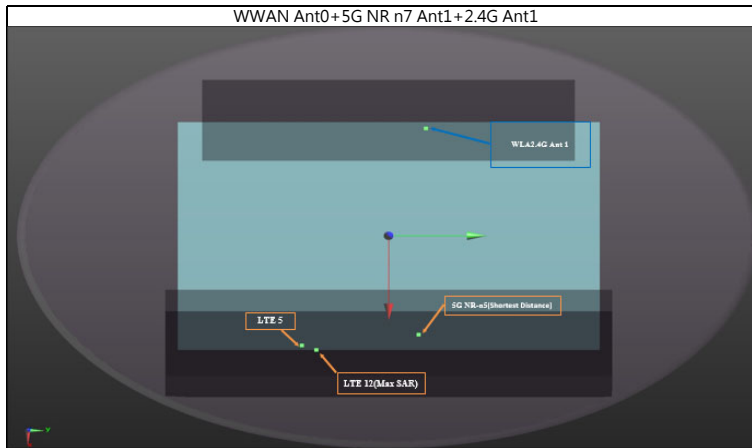 WWAN Ant0+5G NR n7 Ant1+2.4G Ant1
WLA2.4G Ant 1
5G NR-n5(Shortest Distance)
LTE 5
LTE 12(Max SAR)
Y